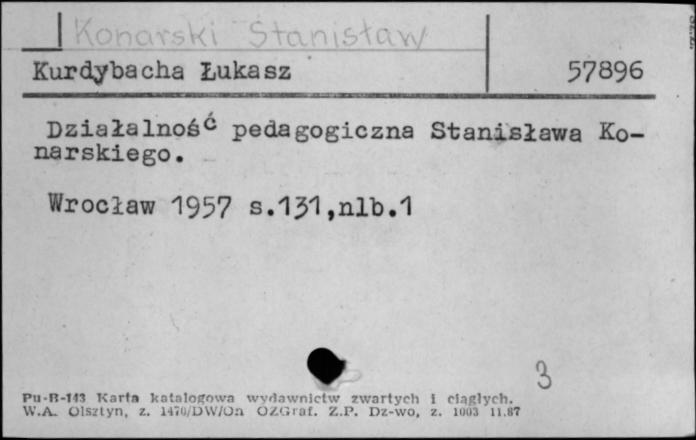 Konarski Stanisław
Kurdybacha Łukasz 57896
Działalność pedagogiczna Stanisława Ko-
narskiego.
Wrocław 1957 s.131,nlb.1
3
Pu-B-143 Karta katalogowa wydawnictw zwartych i ciągłych.
W.A. Olsztyn, z. 1470/DW/On OZGraf. Z.P. Dz-wo, z. 1003 11.87